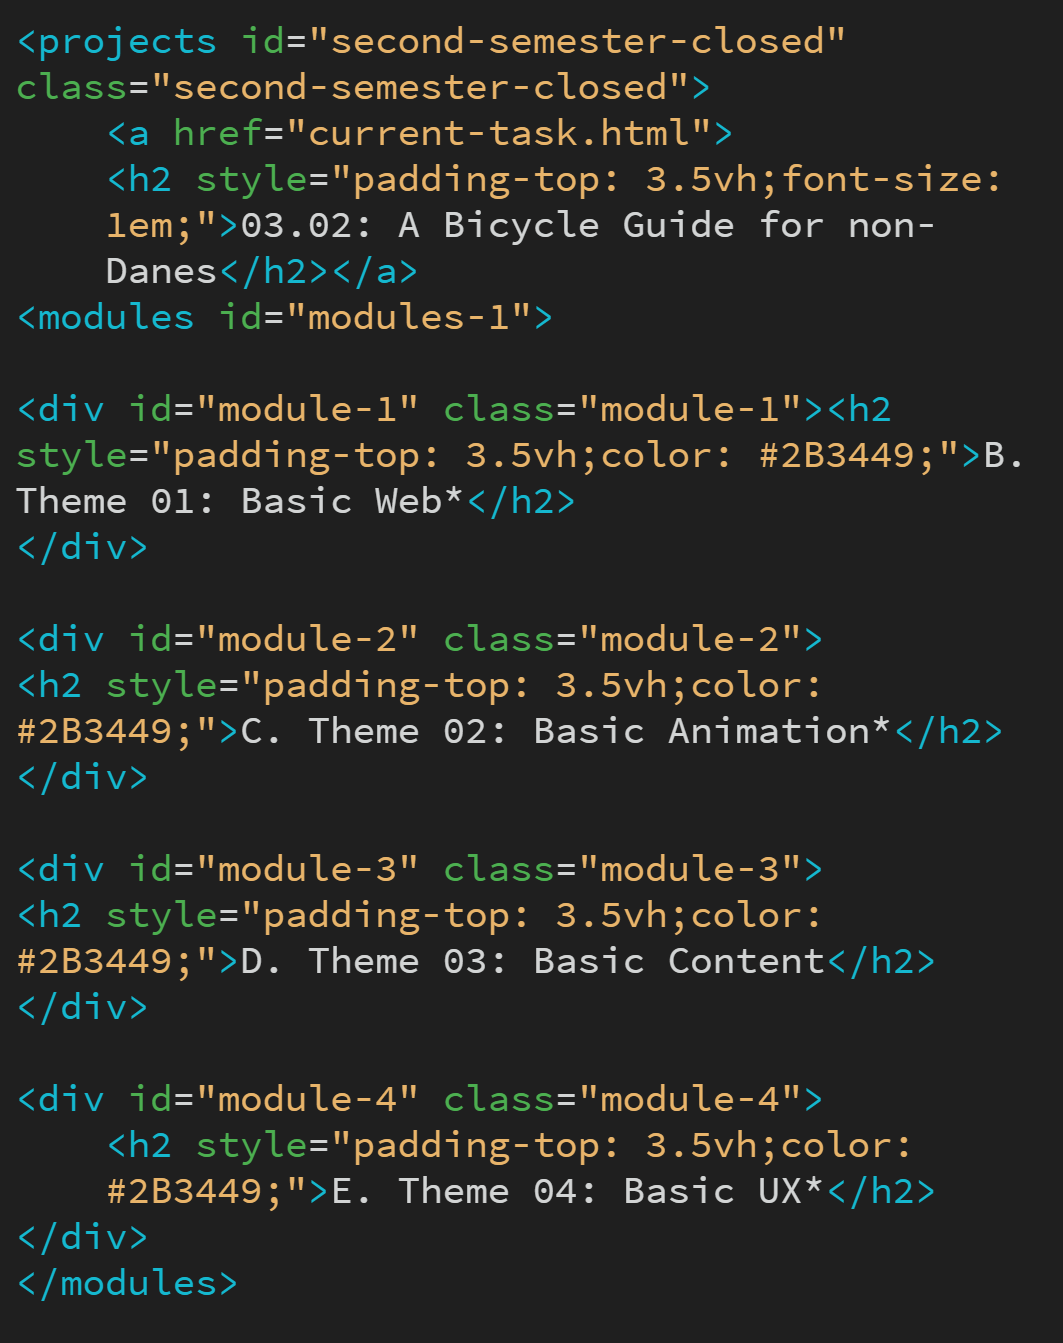 <projects id="second-semester-closed"
class="second-semester-closed">
    <a href="current-task.html">
    <h2 style="padding-top: 3.5vh;font-size:
    1em;">03.02: A Bicycle Guide for non-
    Danes</h2></a>
<modules id="modules-1">

<div id="module-1" class="module-1"><h2
style="padding-top: 3.5vh;color: #2B3449;">B.
Theme 01: Basic Web*</h2>
</div>

<div id="module-2" class="module-2">
<h2 style="padding-top: 3.5vh;color:
#2B3449;">C. Theme 02: Basic Animation*</h2>
</div>

<div id="module-3" class="module-3">
<h2 style="padding-top: 3.5vh;color:
#2B3449;">D. Theme 03: Basic Content</h2>
</div>

<div id="module-4" class="module-4">
    <h2 style="padding-top: 3.5vh;color:
    #2B3449;">E. Theme 04: Basic UX*</h2>
</div>
</modules>